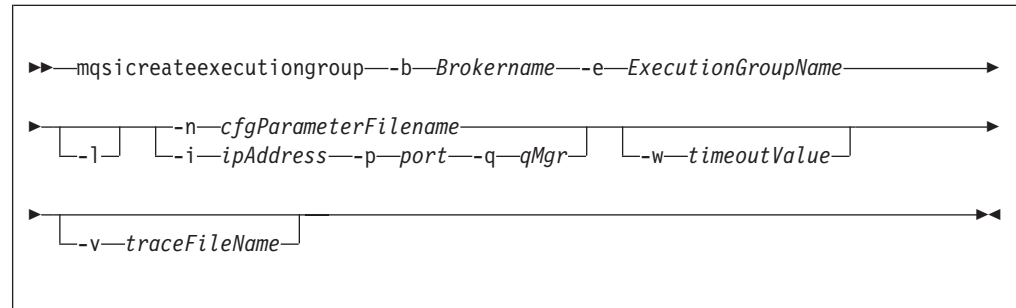 mqsicreateexecutiongroup -b Brokername -e ExecutionGroupName
-n cfgParameterFilename
-l -i ipAddress -p port -q qMgr -w timeoutValue
-v traceFileName